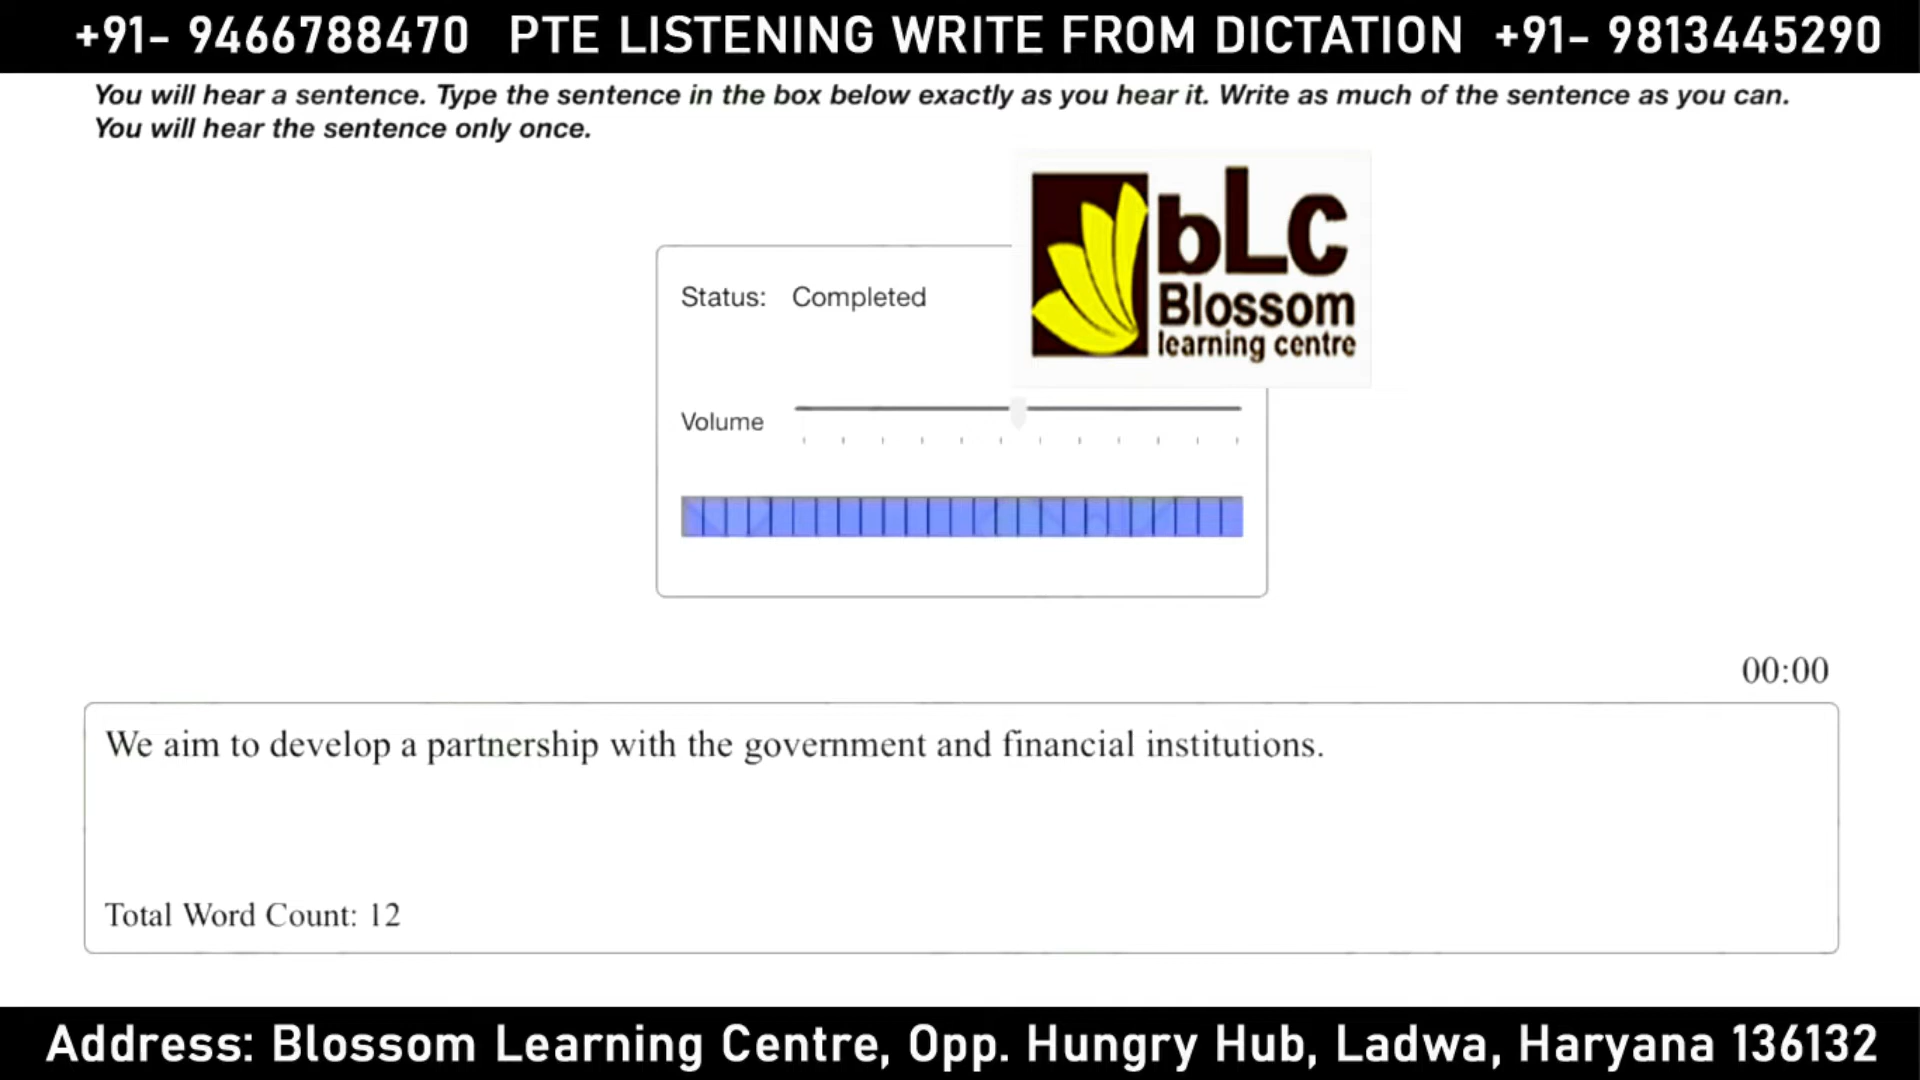 +91- 9466788470 PTE LISTENING WRITE FROM DICTATION +91- 9813445290
You will hear a sentence. Type the sentence in the box below exactly as you hear it. Write as much of the sentence as you can.
You will hear the sentence only once.
bLC
Blossom
learning centre
Status: Completed
Volume
00:00
We aim to develop a partnership with the government and financial institutions.
Total Word Count: 12
Address: Blossom Learning Centre, Opp. Hungry Hub, Ladwa, Haryana 136132